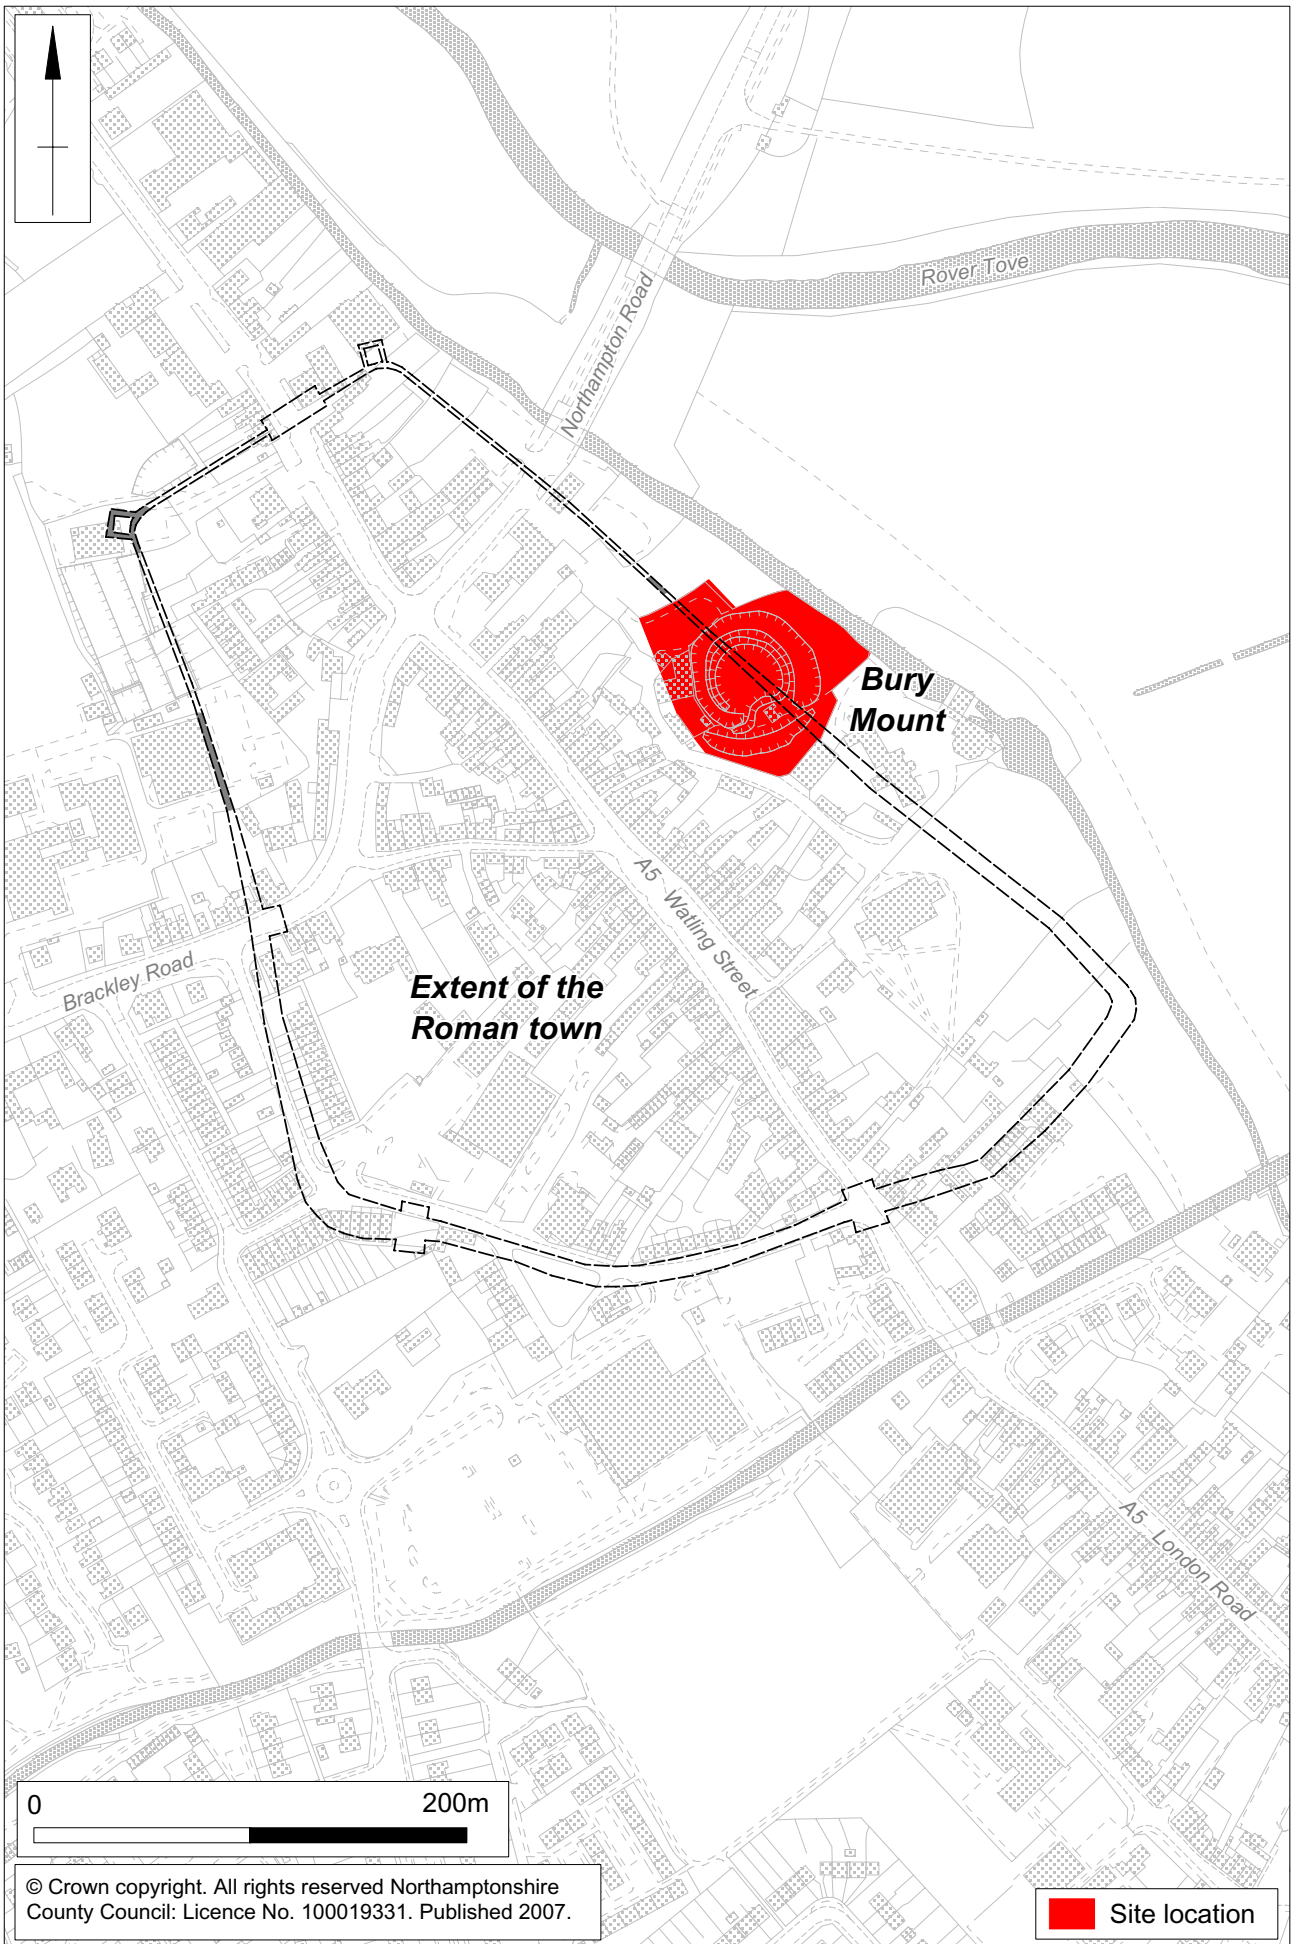 Rover Tove
Northampton Road
Bury
Mount
A5 Watling Street
Brackley Road
Extent of the
Roman town
A5 London Road
0 200m
© Crown copyright. All rights reserved Northamptonshire
County Council: Licence No. 100019331. Published 2007.
Site location